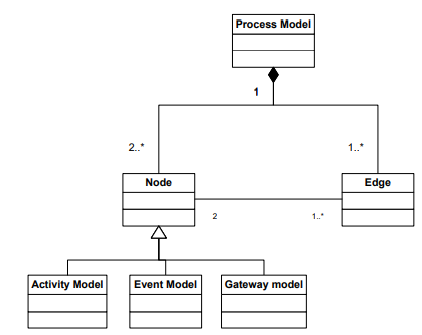 Process Model
1
2..*
1..*
Node
Edge
2
1..*
Activity Model
Event Model
Gateway model